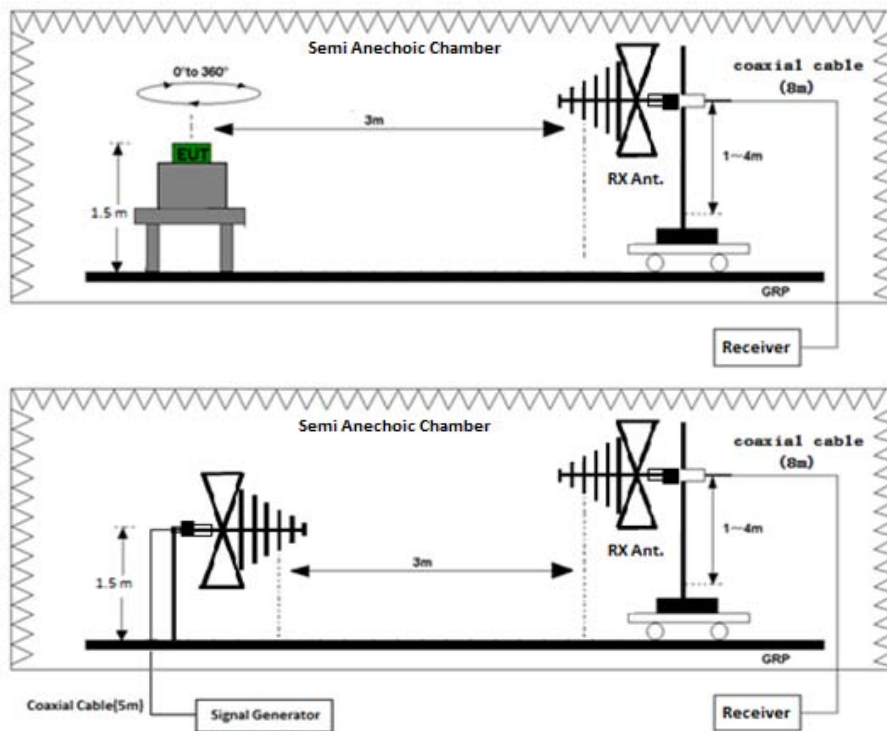 Semi Anechoic Chamber
0°to 360°
coaxial cable
(8m)
3m
EUT
1~4m
RX Ant.
1.5 m
GRP
Receiver
Semi Anechoic Chamber
coaxial cable
(8m)
1~4m
RX Ant.
3m
1.5 m
GRP
Coaxial Cable(5m)
Signal Generator
Receiver